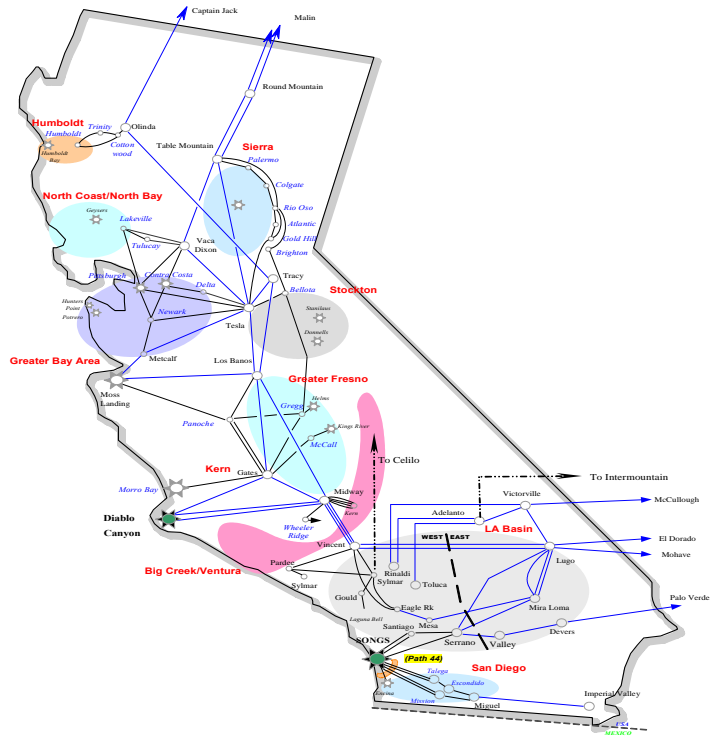 Captain Jack
Malin
Round Mountain
Humboldt
Trinity
Olinda
Humboldt
Cotton
wood
Humboldt
Bay
Table Mountain
Sierra
Palermo
Colgate
North Coast/North Bay
Geysers
Lakeville
Tulucay
Vaca
Dixon
Rio Oso
Atlantic
Gold Hill
Brighton
Pittsburgh
Contra Costa
Delta
Tracy
Bellota
Stockton
Hunters
Point
Potrero
Newark
Tesla
Stanilaus
Donnells
Greater Bay Area
Metcalf
Los Banos
Moss
Landing
Greater Fresno
Helms
Gregg
Panoche
Kings River
McCall
To Celilo
Kern
Gates
Morro Bay
Midway
Kern
Diablo
Canyon
Wheeler
Ridge
To Intermountain
Victorville
McCullough
Adelanto
LA Basin
WEST
EAST
El Dorado
Mohave
Vincent
Lugo
Big Creek/Ventura
Pardee
Sylmar
Rinaldi
Sylmar
Toluca
Gould
Eagle Rk
Mira Loma
Palo Verde
Laguna Bell
Mesa
Santiago
Serrano
Valley
Devers
SONGS
(Path 44)
San Diego
Talega
Escondido
Encina
Mission
Miguel
Imperial Valley
USA
MEXICO